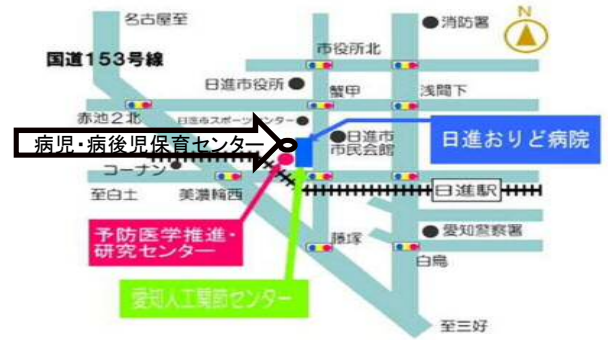 名古屋至
N
●消防署
国道153号線
市役所北
日進市役所●
蟹甲
浅間下
赤池2北
日進市スポーツセンター●
病児・病後児保育センター
●日進市
市民会館
日進おりど病院
コーナン
至白土
美濃輪西
日進駅
予防医学推進・
研究センター
藤塚
●愛知警察署
白鳥
愛知人工関節センター
至三好